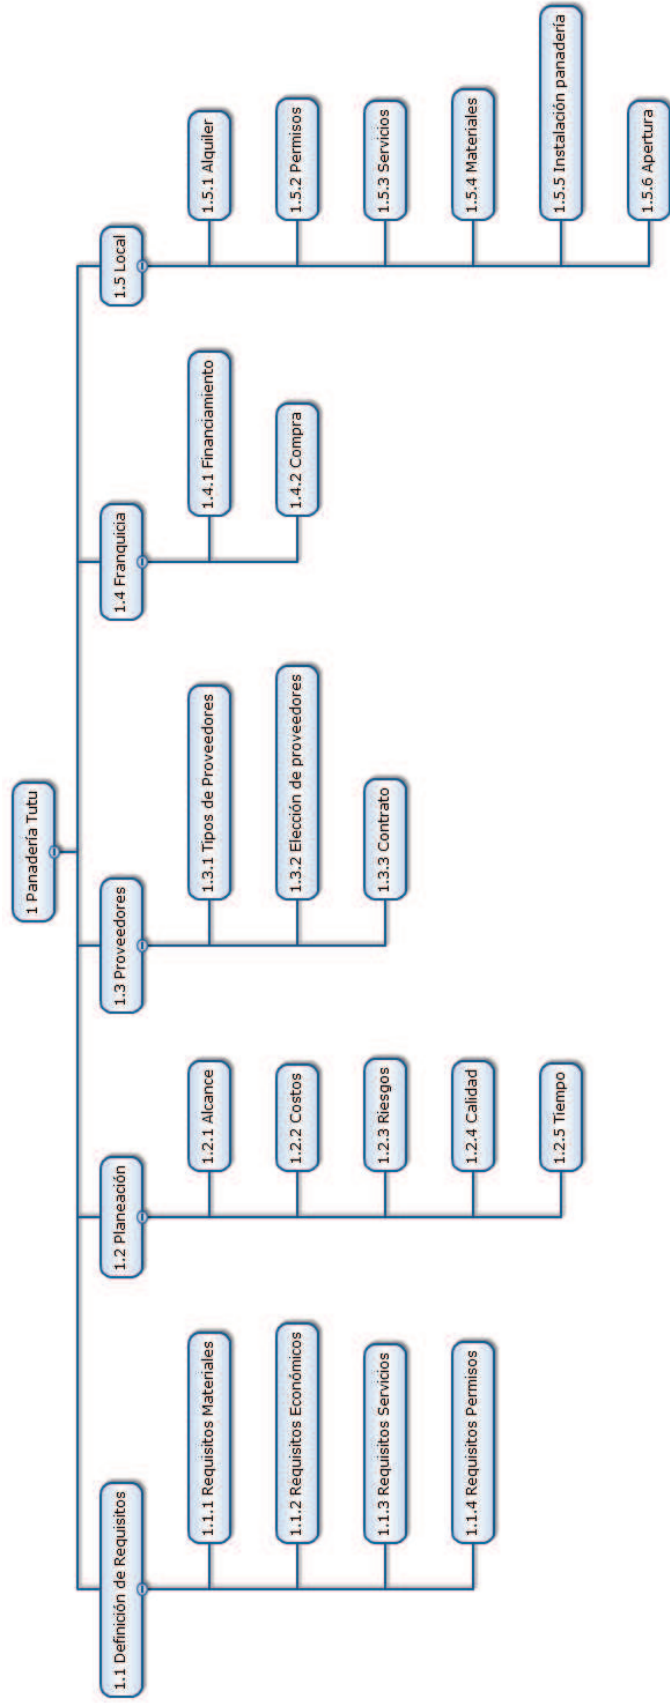 1 Panadería Tutu
1.1 Definición de Requisitos
1.1.1 Requisitos Materiales
1.1.2 Requisitos Económicos
1.1.3 Requisitos Servicios
1.1.4 Requisitos Permisos
1.2 Planeación
1.2.1 Alcance
1.2.2 Costos
1.2.3 Riesgos
1.2.4 Calidad
1.2.5 Tiempo
1.3 Proveedores
1.3.1 Tipos de Proveedores
1.3.2 Elección de proveedores
1.3.3 Contrato
1.4 Franquicia
1.4.1 Financiamiento
1.4.2 Compra
1.5 Local
1.5.1 Alquiler
1.5.2 Permisos
1.5.3 Servicios
1.5.4 Materiales
1.5.5 Instalación panadería
1.5.6 Apertura